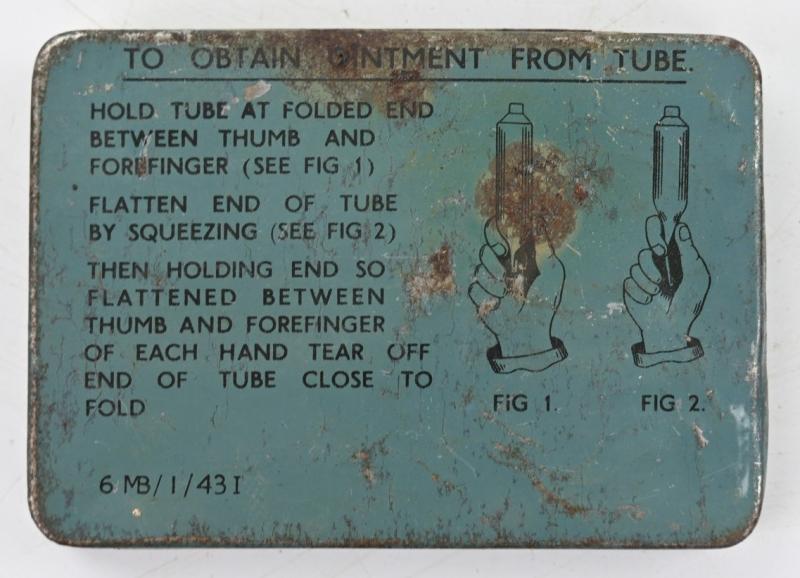 TO OBTAIN OINTMENT FROM TUBE.
HOLD TUBE AT FOLDED END
BETWEEN THUMB AND
FOREFINGER (SEE FIG 1)
FLATTEN END OF TUBE
BY SQUEEZING (SEE FIG 2)
THEN HOLDING END SO
FLATTENED BETWEEN
THUMB AND FOREFINGER
OF EACH HAND TEAR OFF
END OF TUBE CLOSE TO
FOLD
FiG 1.
FIG 2.
6 MB/1/43 I